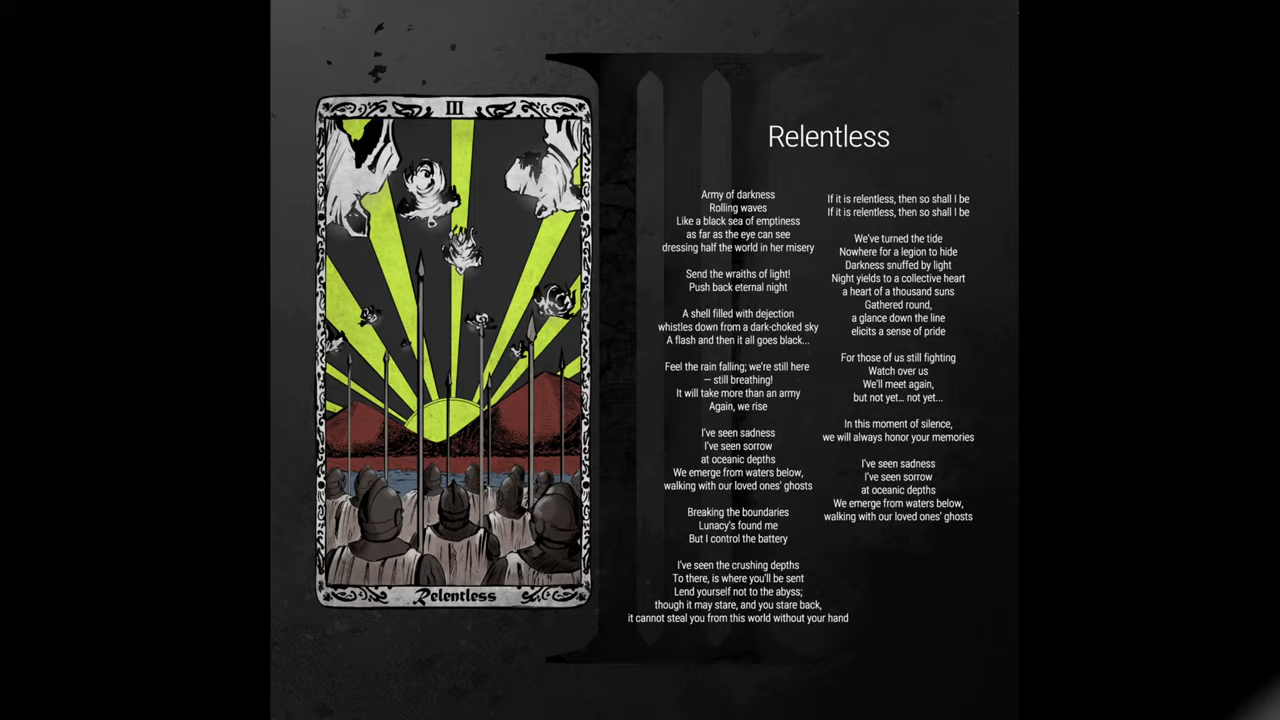 III
Relentless
Relentless
Army of darkness
Rolling waves
Like a black sea of emptiness
as far as the eye can see
dressing half the world in her misery
Send the wraiths of light!
Push back eternal night
A shell filled with dejection
whistles down from a dark-choked sky
A flash and then it all goes black...
Feel the rain falling; we're still here
– still breathing!
It will take more than an army
Again, we rise
I've seen sadness
I've seen sorrow
at oceanic depths
We emerge from waters below,
walking with our loved ones' ghosts
Breaking the boundaries
Lunacy's found me
But I control the battery
I've seen the crushing depths
To there, is where you'll be sent
Lend yourself not to the abyss;
though it may stare, and you stare back,
it cannot steal you from this world without your hand
If it is relentless, then so shall I be
If it is relentless, then so shall I be
We've turned the tide
Nowhere for a legion to hide
Darkness snuffed by light
Night yields to a collective heart
a heart of a thousand suns
Gathered round,
a glance down the line
elicits a sense of pride
For those of us still fighting
Watch over us
We'll meet again,
but not yet... not yet...
In this moment of silence,
we will always honor your memories
I've seen sadness
I've seen sorrow
at oceanic depths
We emerge from waters below,
walking with our loved ones' ghosts